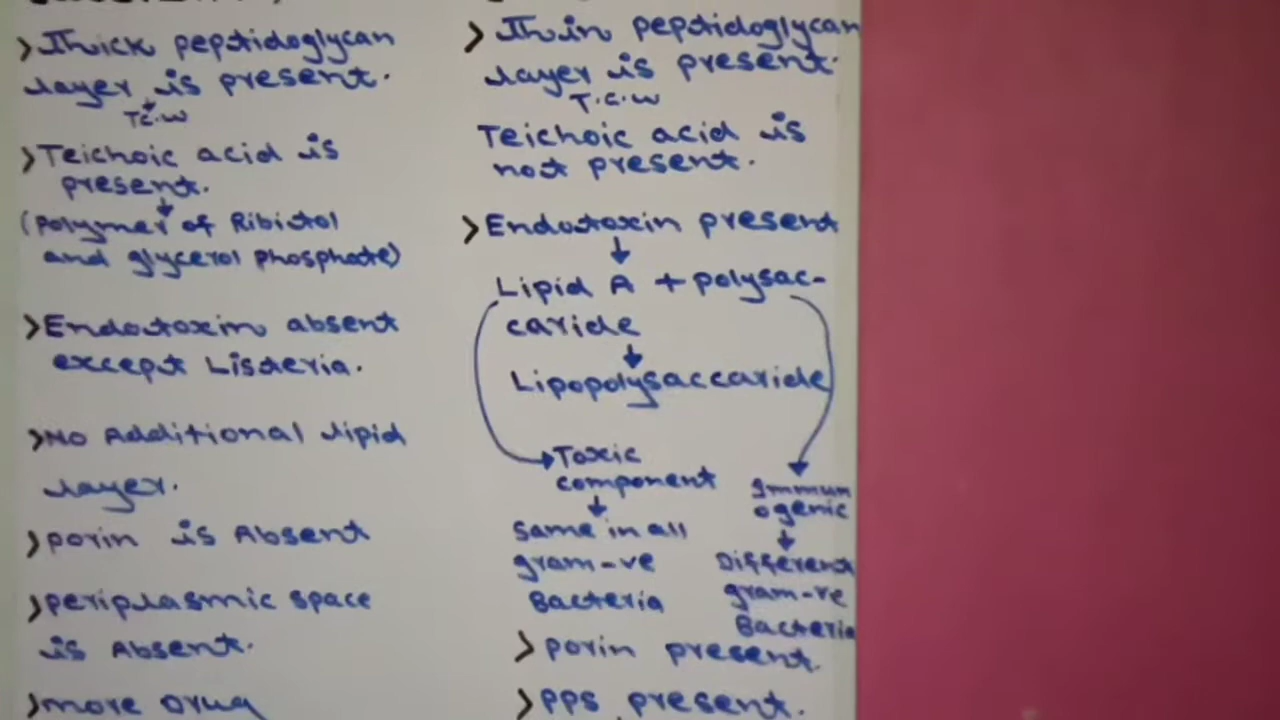 >Thick peptidoglycan
layer is present.
T.C.W
>Teichoic acid is
present.
(polymer of Ribitol
and glycerol phosphate)
>Endotoxin absent
except Listeria.
>No Additional lipid
layer.
>porin is Absent
>periplasmic space
is Absent.
>more Drug
>Thin peptidoglycan
layer is present.
T.C.W
Teichoic acid is
not present.
>Endotoxin present
Lipid A + polysac-
caride
Lipopolysaccaride
Toxic
component
same in all
gram-ve
Bacteria
Immun
ogenic
Different
gram-ve
Bacteria
>porin present.
>PPS present.